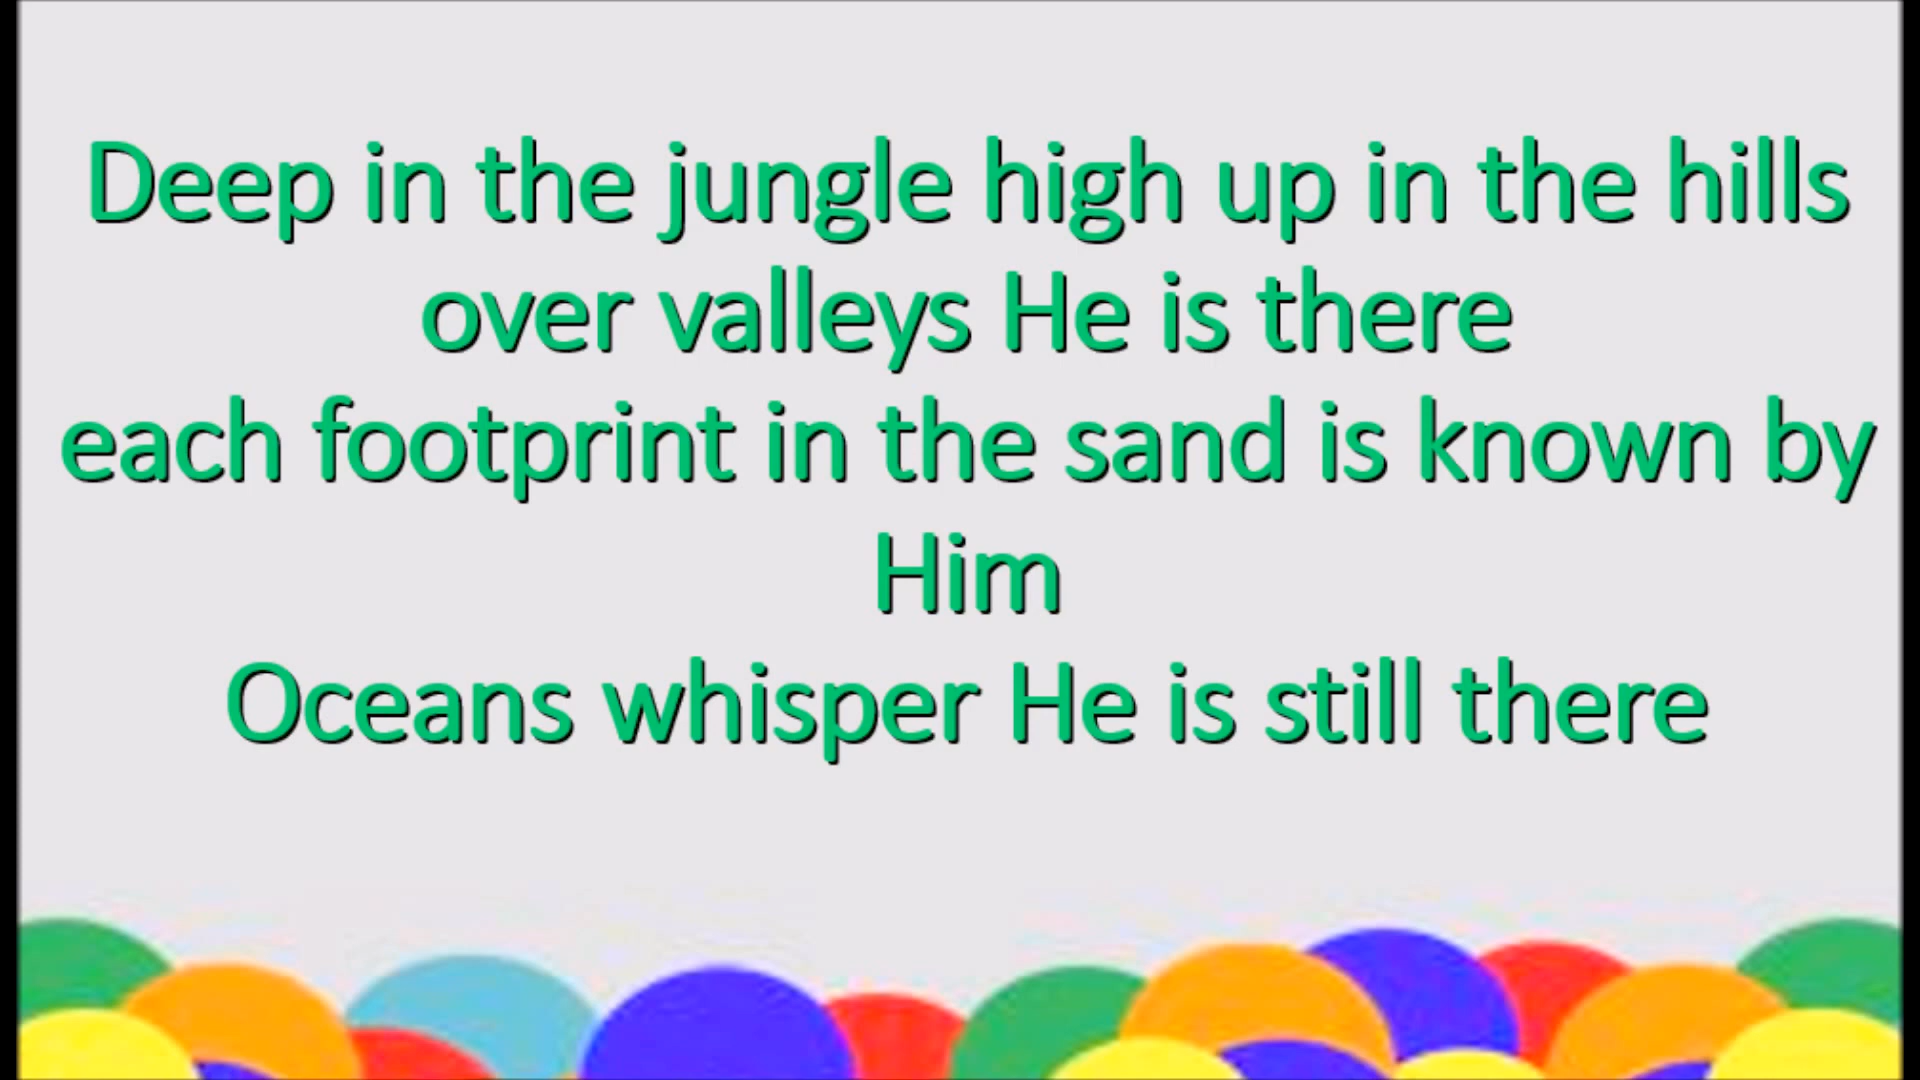 Deep in the jungle high up in the hills
over valleys He is there
each footprint in the sand is known by
Him
Oceans whisper He is still there